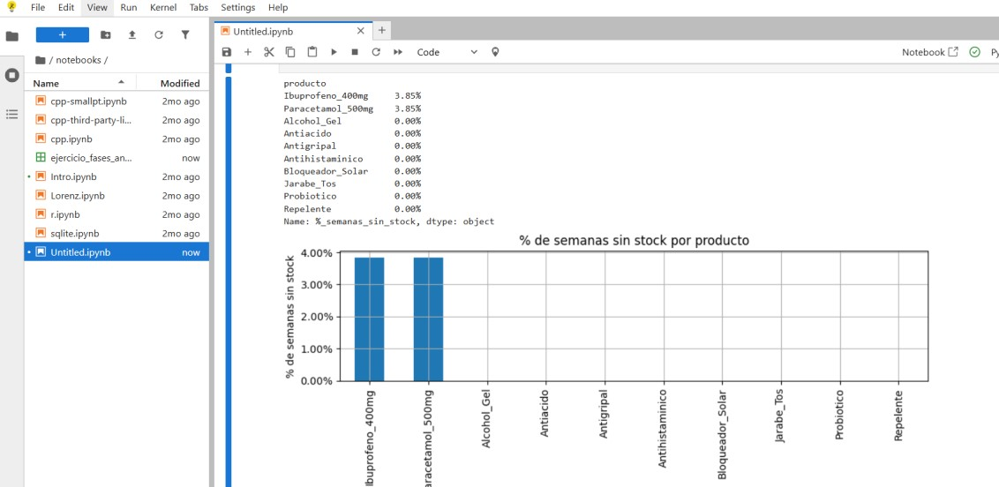 File Edit View Run Kernel Tabs Settings Help
Untitled.ipynb
Code
Notebook
/ notebooks /
Name Modified
cpp-smallpt.ipynb 2mo ago
cpp-third-party-li... 2mo ago
cpp.ipynb 2mo ago
ejercicio_fases_an... now
Intro.ipynb 2mo ago
Lorenz.ipynb 2mo ago
r.ipynb 2mo ago
sqlite.ipynb 2mo ago
Untitled.ipynb now
producto
Ibuprofeno_400mg 3.85%
Paracetamol_500mg 3.85%
Alcohol_Gel 0.00%
Antiacido 0.00%
Antigripal 0.00%
Antihistaminico 0.00%
Bloqueador_Solar 0.00%
Jarabe_Tos 0.00%
Probiotico 0.00%
Repelente 0.00%
Name: %_semanas_sin_stock, dtype: object
% de semanas sin stock por producto
% de semanas sin stock
4.00%
3.00%
2.00%
1.00%
0.00%
Ibuprofeno_400mg
aracetamol_500mg
Alcohol_Gel
Antiacido
Antigripal
Antihistaminico
Bloqueador_Solar
Jarabe_Tos
Probiotico
Repelente